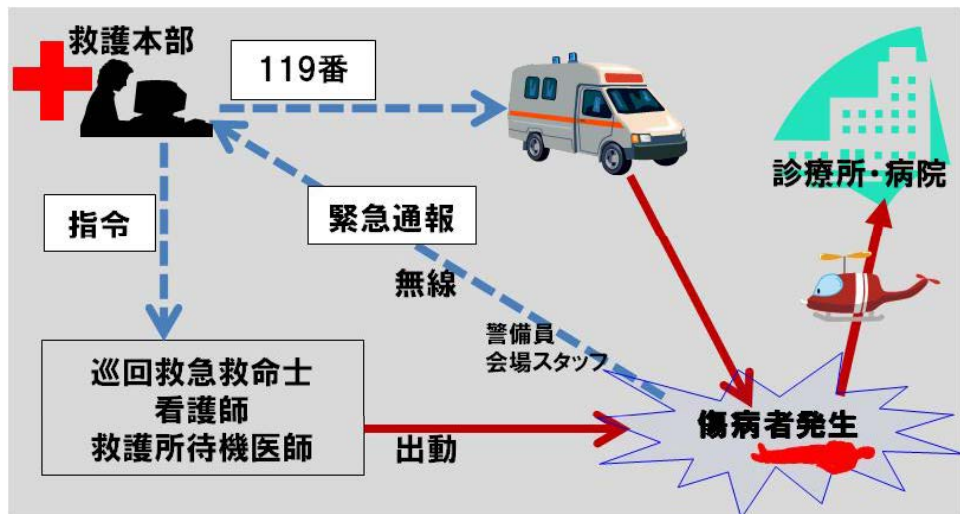 救護本部
119番
診療所・病院
指令
緊急通報
無線
警備員
会場スタッフ
巡回救急救命士
看護師
救護所待機医師
出動
傷病者発生